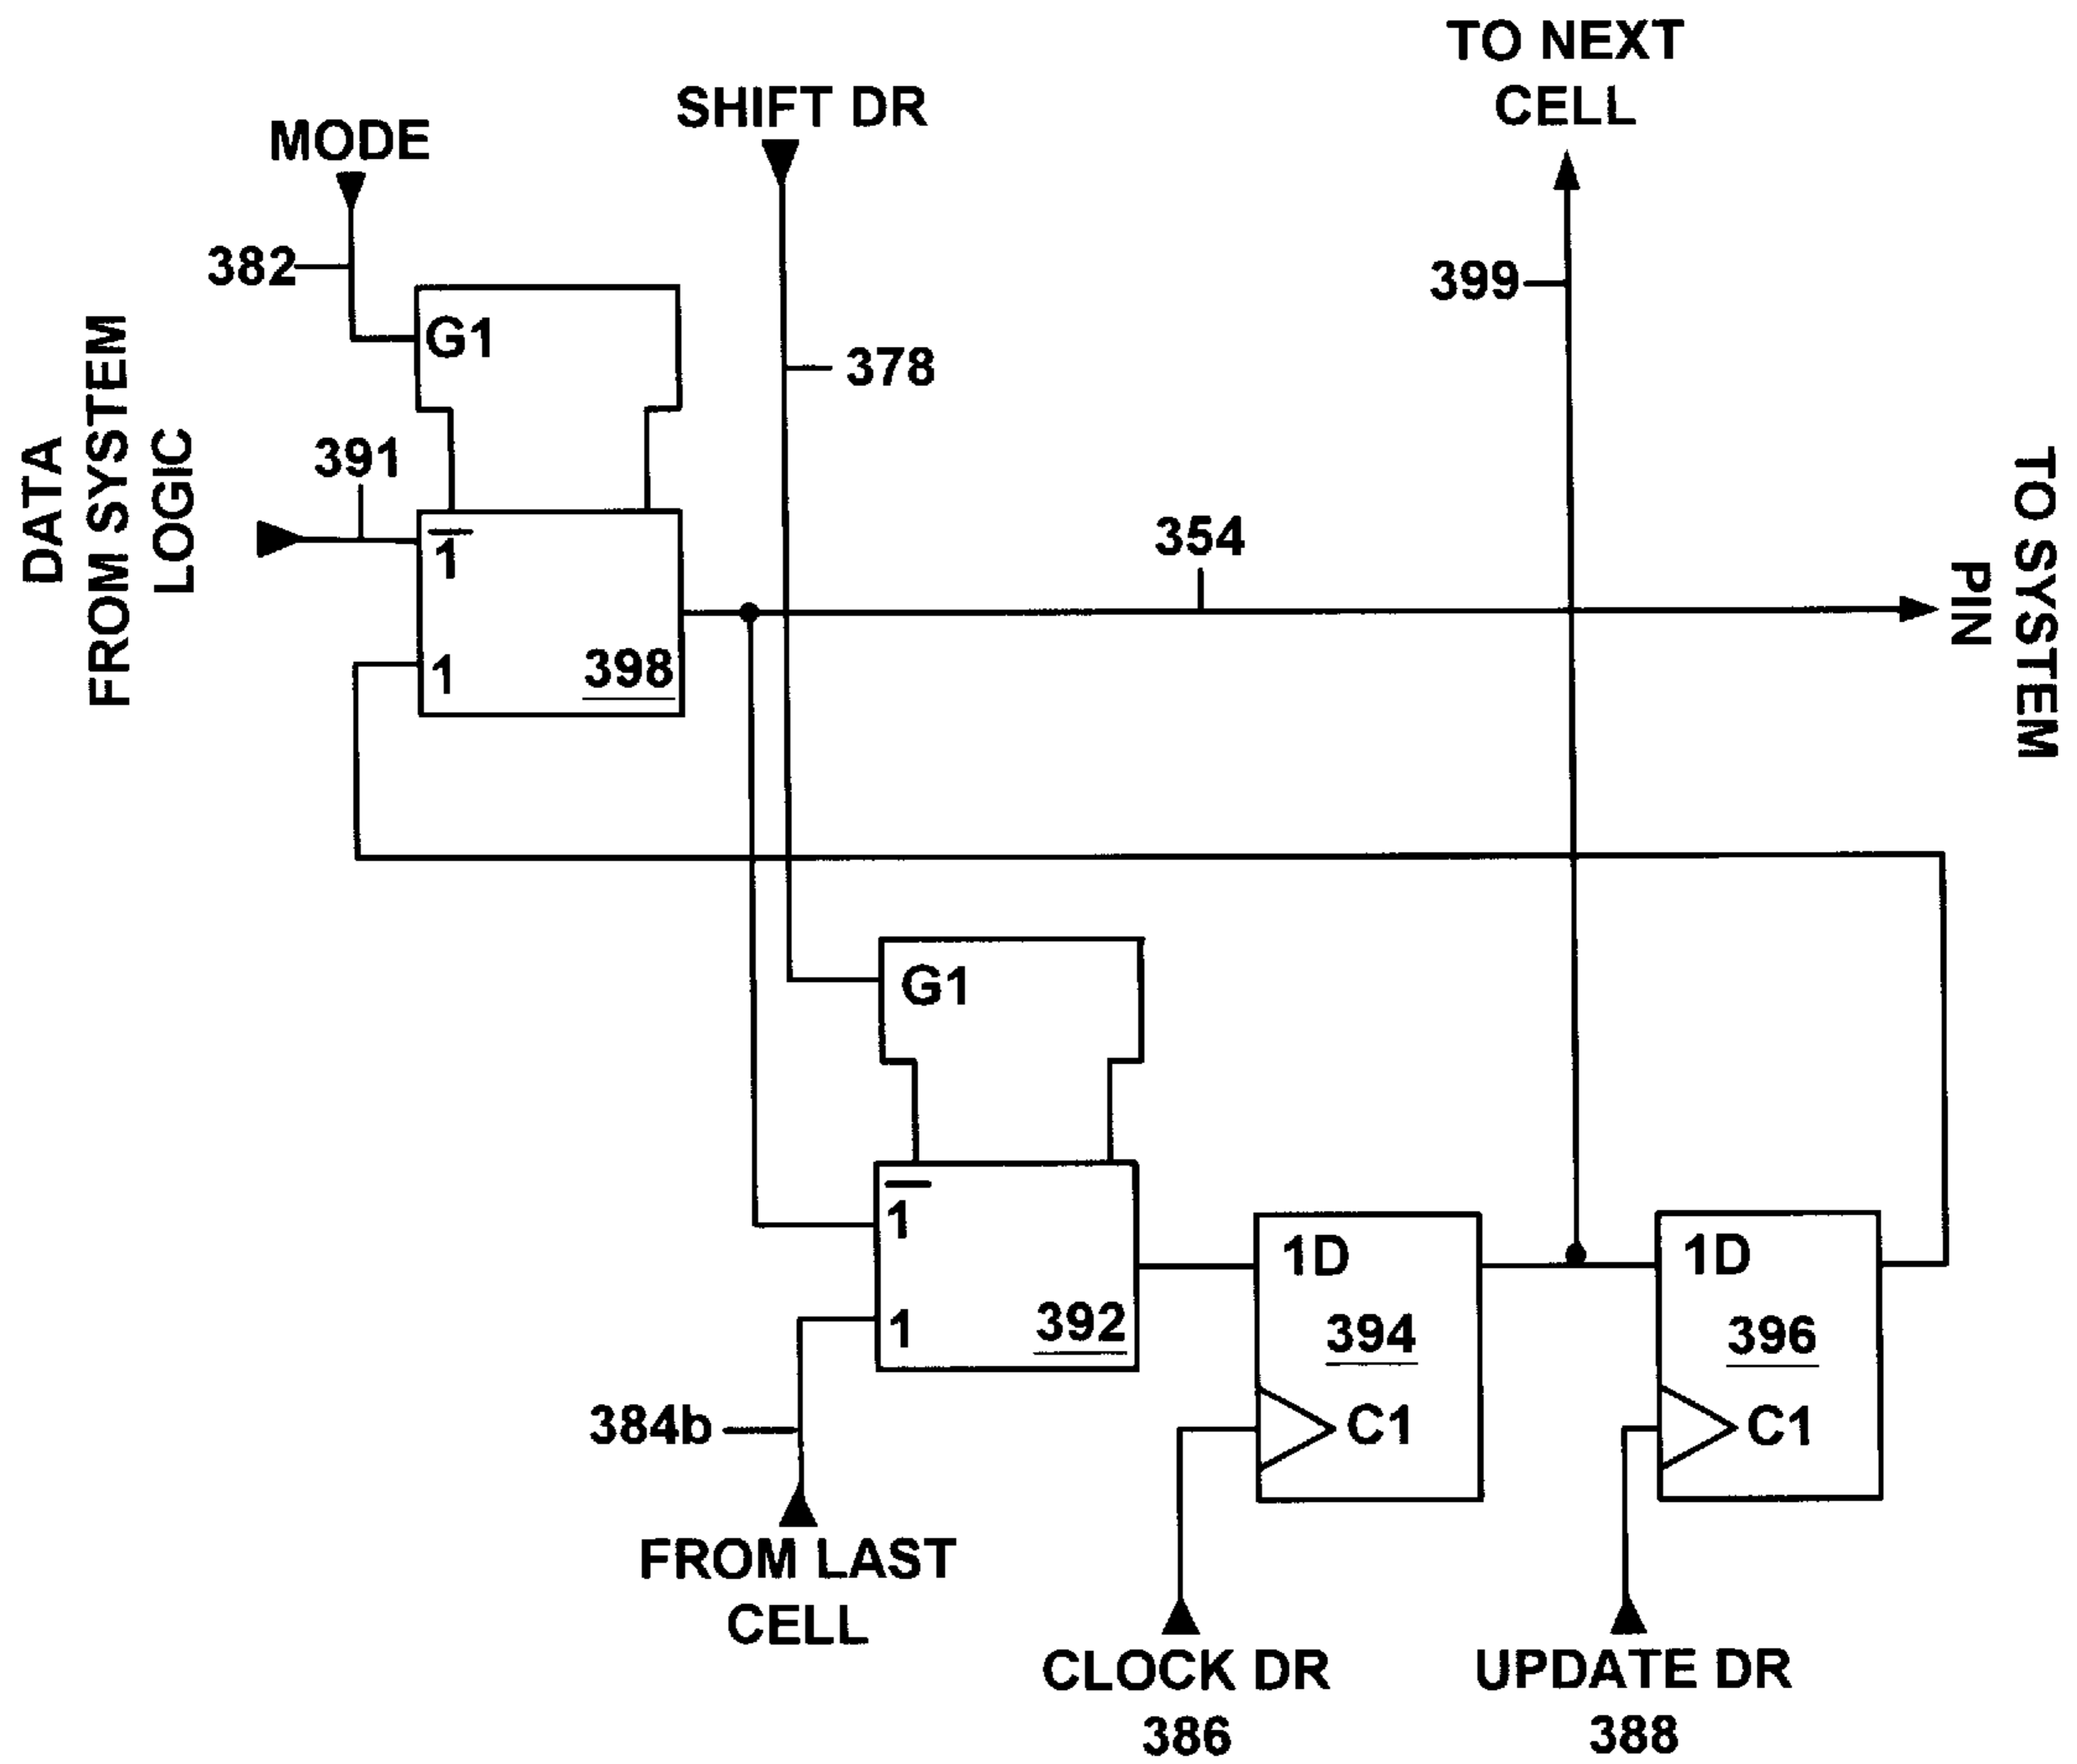 TO NEXT
CELL
SHIFT DR
MODE
382
399
G1
378
DATA
FROM SYSTEM
LOGIC
391
354
TO SYSTEM
PIN
1
1
398
G1
1
1
392
1D
394
C1
1D
396
C1
384b
FROM LAST
CELL
CLOCK DR
386
UPDATE DR
388